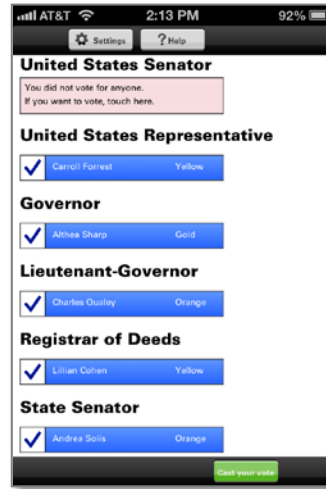 AT&T 2:13 PM 92%
Settings ? Help
United States Senator
You did not vote for anyone.
If you want to vote, touch here.
United States Representative
Carroll Forrest Yellow
Governor
Althea Sharp Gold
Lieutenant-Governor
Charles Qualey Orange
Registrar of Deeds
Lillian Cohen Yellow
State Senator
Andrea Solis Orange
Cast your vote